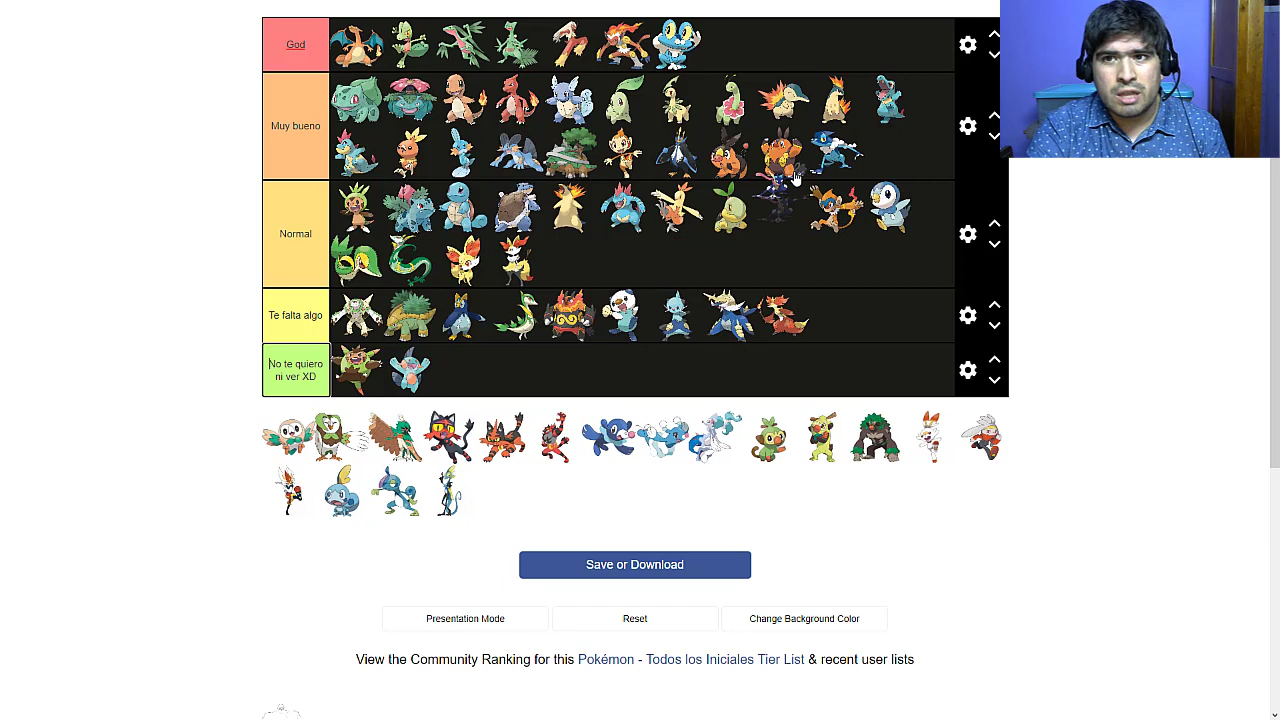 God
Muy bueno
Normal
Te falta algo
No te quiero
ni ver XD
Save or Download
Presentation Mode
Reset
Change Background Color
View the Community Ranking for this Pokémon - Todos los Iniciales Tier List & recent user lists